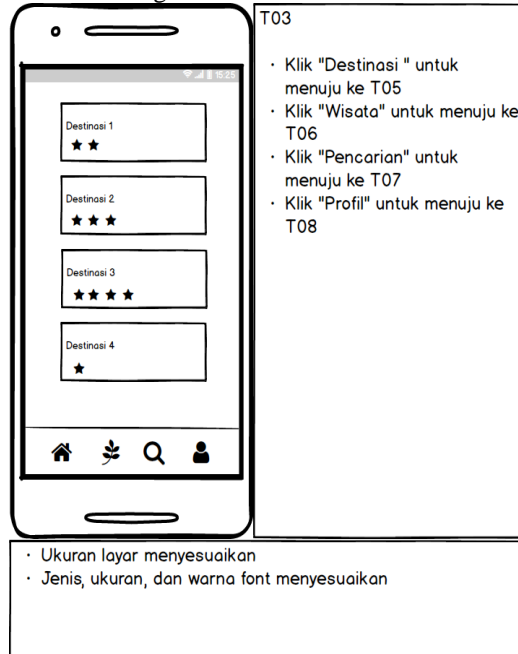 T03
15:25
Destinasi 1
Destinasi 2
Destinasi 3
Destinasi 4
· Klik "Destinasi " untuk
menuju ke T05
· Klik "Wisata" untuk menuju ke
T06
· Klik "Pencarian" untuk
menuju ke T07
· Klik "Profil" untuk menuju ke
T08
· Ukuran layar menyesuaikan
· Jenis, ukuran, dan warna font menyesuaikan